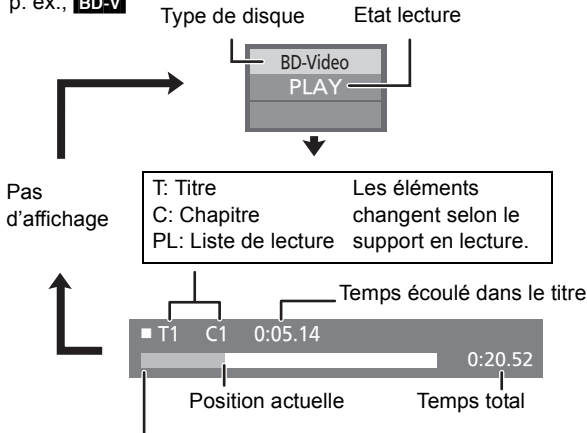 p. ex., BD-V
Type de disque
Etat lecture
BD-Video
PLAY
Pas
d'affichage
T: Titre
C: Chapitre
PL: Liste de lecture
Les éléments
changent selon le
support en lecture.
Temps écoulé dans le titre
T1 C1 0:05.14
0:20.52
Position actuelle
Temps total